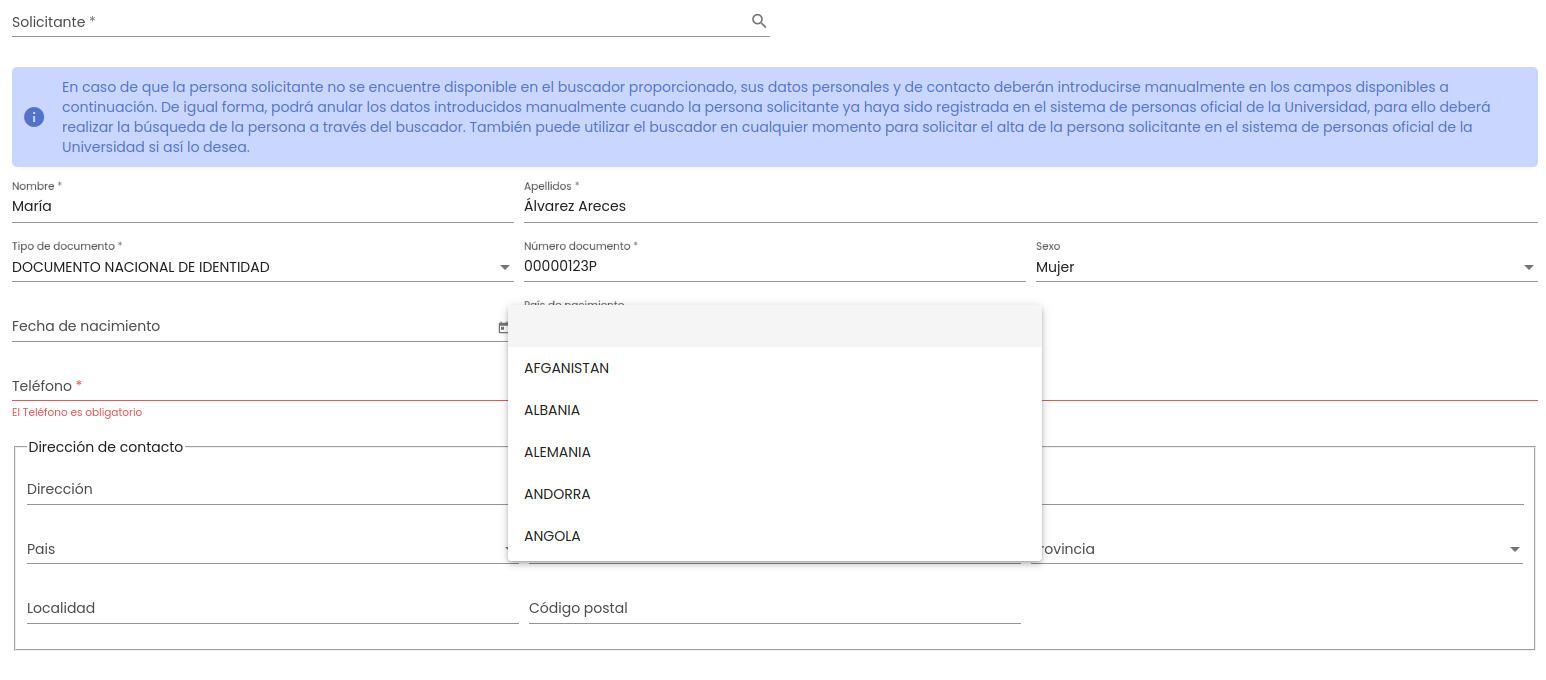 Solicitante *
En caso de que la persona solicitante no se encuentre disponible en el buscador proporcionado, sus datos personales y de contacto deberán introducirse manualmente en los campos disponibles a
continuación. De igual forma, podrá anular los datos introducidos manualmente cuando la persona solicitante ya haya sido registrada en el sistema de personas oficial de la Universidad, para ello deberá
realizar la búsqueda de la persona a través del buscador. También puede utilizar el buscador en cualquier momento para solicitar el alta de la persona solicitante en el sistema de personas oficial de la
Universidad si así lo desea.
Nombre * Apellidos *
María Álvarez Areces
Tipo de documento * Número documento * Sexo
DOCUMENTO NACIONAL DE IDENTIDAD 00000123P Mujer
País de nacimiento
Fecha de nacimiento
AFGANISTAN
Teléfono *
El Teléfono es obligatorio
ALBANIA
Dirección de contacto
ALEMANIA
Dirección
ANDORRA
ANGOLA
Pais rovincia
Localidad Código postal